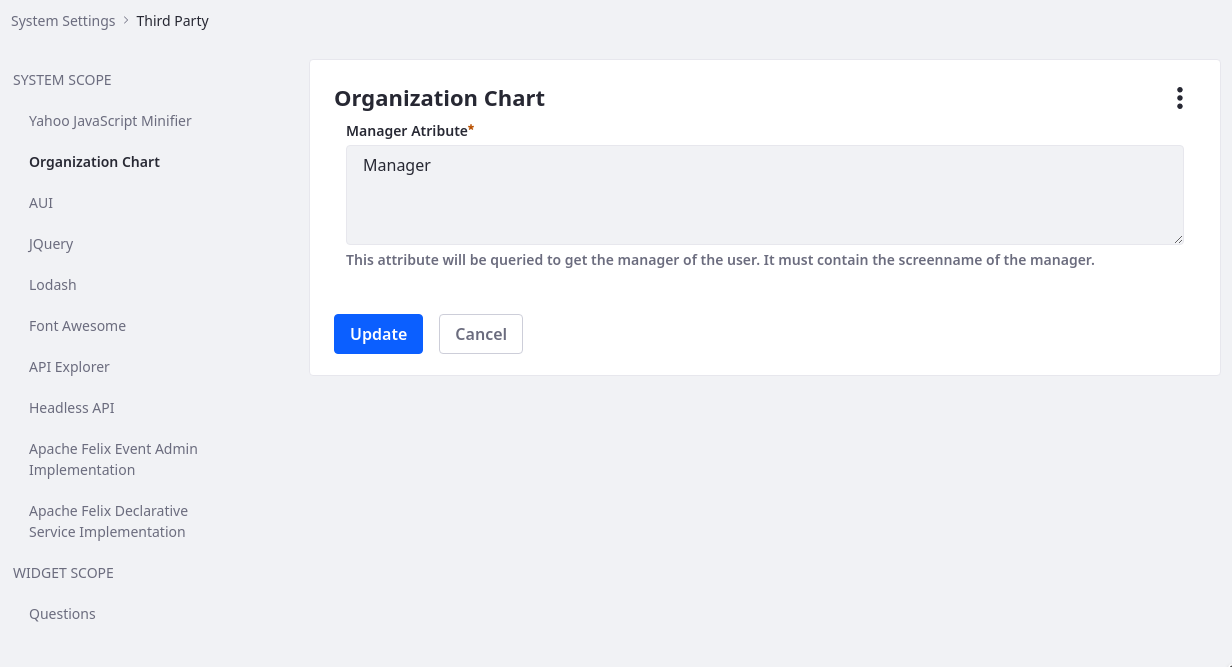 System Settings > Third Party
SYSTEM SCOPE
Yahoo JavaScript Minifier
Organization Chart
AUI
JQuery
Lodash
Font Awesome
API Explorer
Headless API
Apache Felix Event Admin
Implementation
Apache Felix Declarative
Service Implementation
WIDGET SCOPE
Questions
Organization Chart
Manager Atribute*
Manager
This attribute will be queried to get the manager of the user. It must contain the screenname of the manager.
Update Cancel